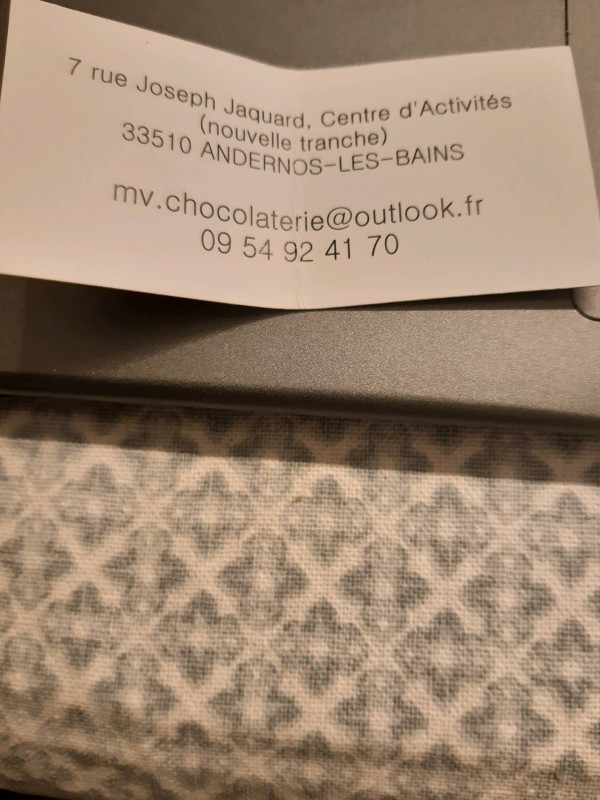 7 rue Joseph Jaquard, Centre d'Activités
(nouvelle tranche)
33510 ANDERNOS-LES-BAINS
mv.chocolaterie@outlook.fr
09 54 92 41 70